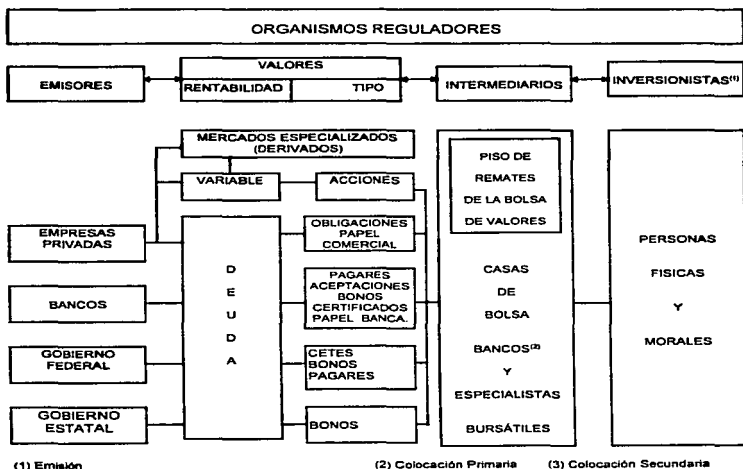 ORGANISMOS REGULADORES
EMISORES
VALORES
RENTABILIDAD
TIPO
INTERMEDIARIOS
INVERSIONISTAS(1)
MERCADOS ESPECIALIZADOS
(DERIVADOS)
VARIABLE
ACCIONES
EMPRESAS
PRIVADAS
BANCOS
GOBIERNO
FEDERAL
GOBIERNO
ESTATAL
D
E
U
D
A
OBLIGACIONES
PAPEL
COMERCIAL
PAGARES
ACEPTACIONES
BONOS
CERTIFICADOS
PAPEL BANCA.
CETES
BONOS
PAGARES
BONOS
PISO DE
REMATES
DE LA BOLSA
DE VALORES
CASAS
DE
BOLSA
BANCOS(2)
Y
ESPECIALISTAS
BURSÁTILES
PERSONAS
FISICAS
Y
MORALES
(1) Emisión
(2) Colocación Primaria
(3) Colocación Secundaria